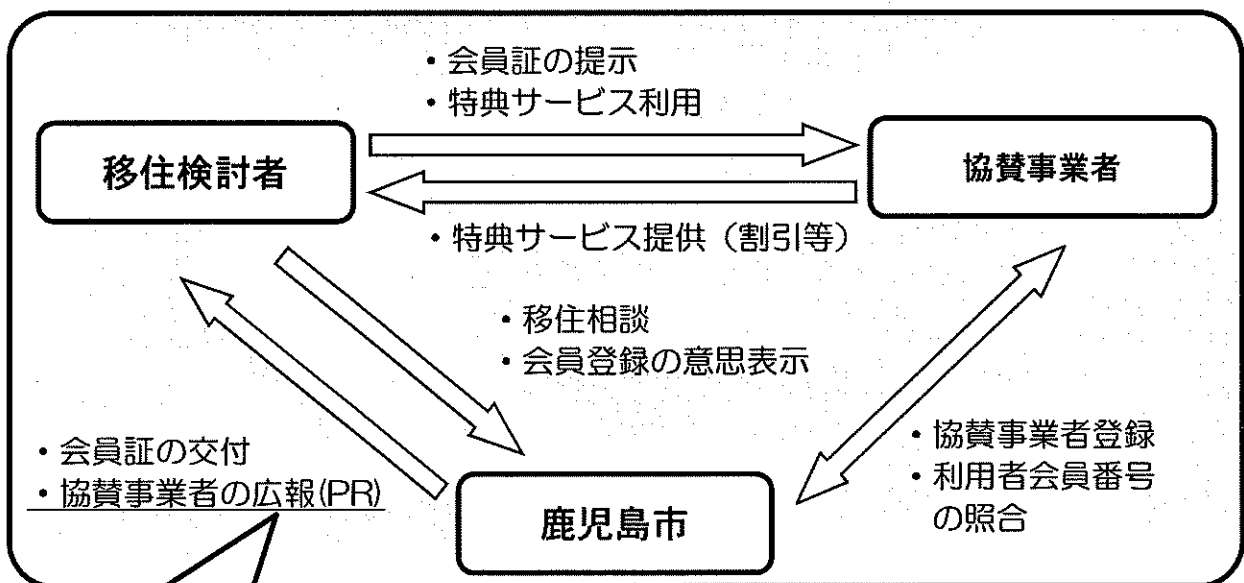 ・会員証の提示
・特典サービス利用
移住検討者
協賛事業者
・特典サービス提供（割引等）
・移住相談
・会員登録の意思表示
・会員証の交付
・協賛事業者の広報(PR)
・協賛事業者登録
・利用者会員番号
の照合
鹿児島市